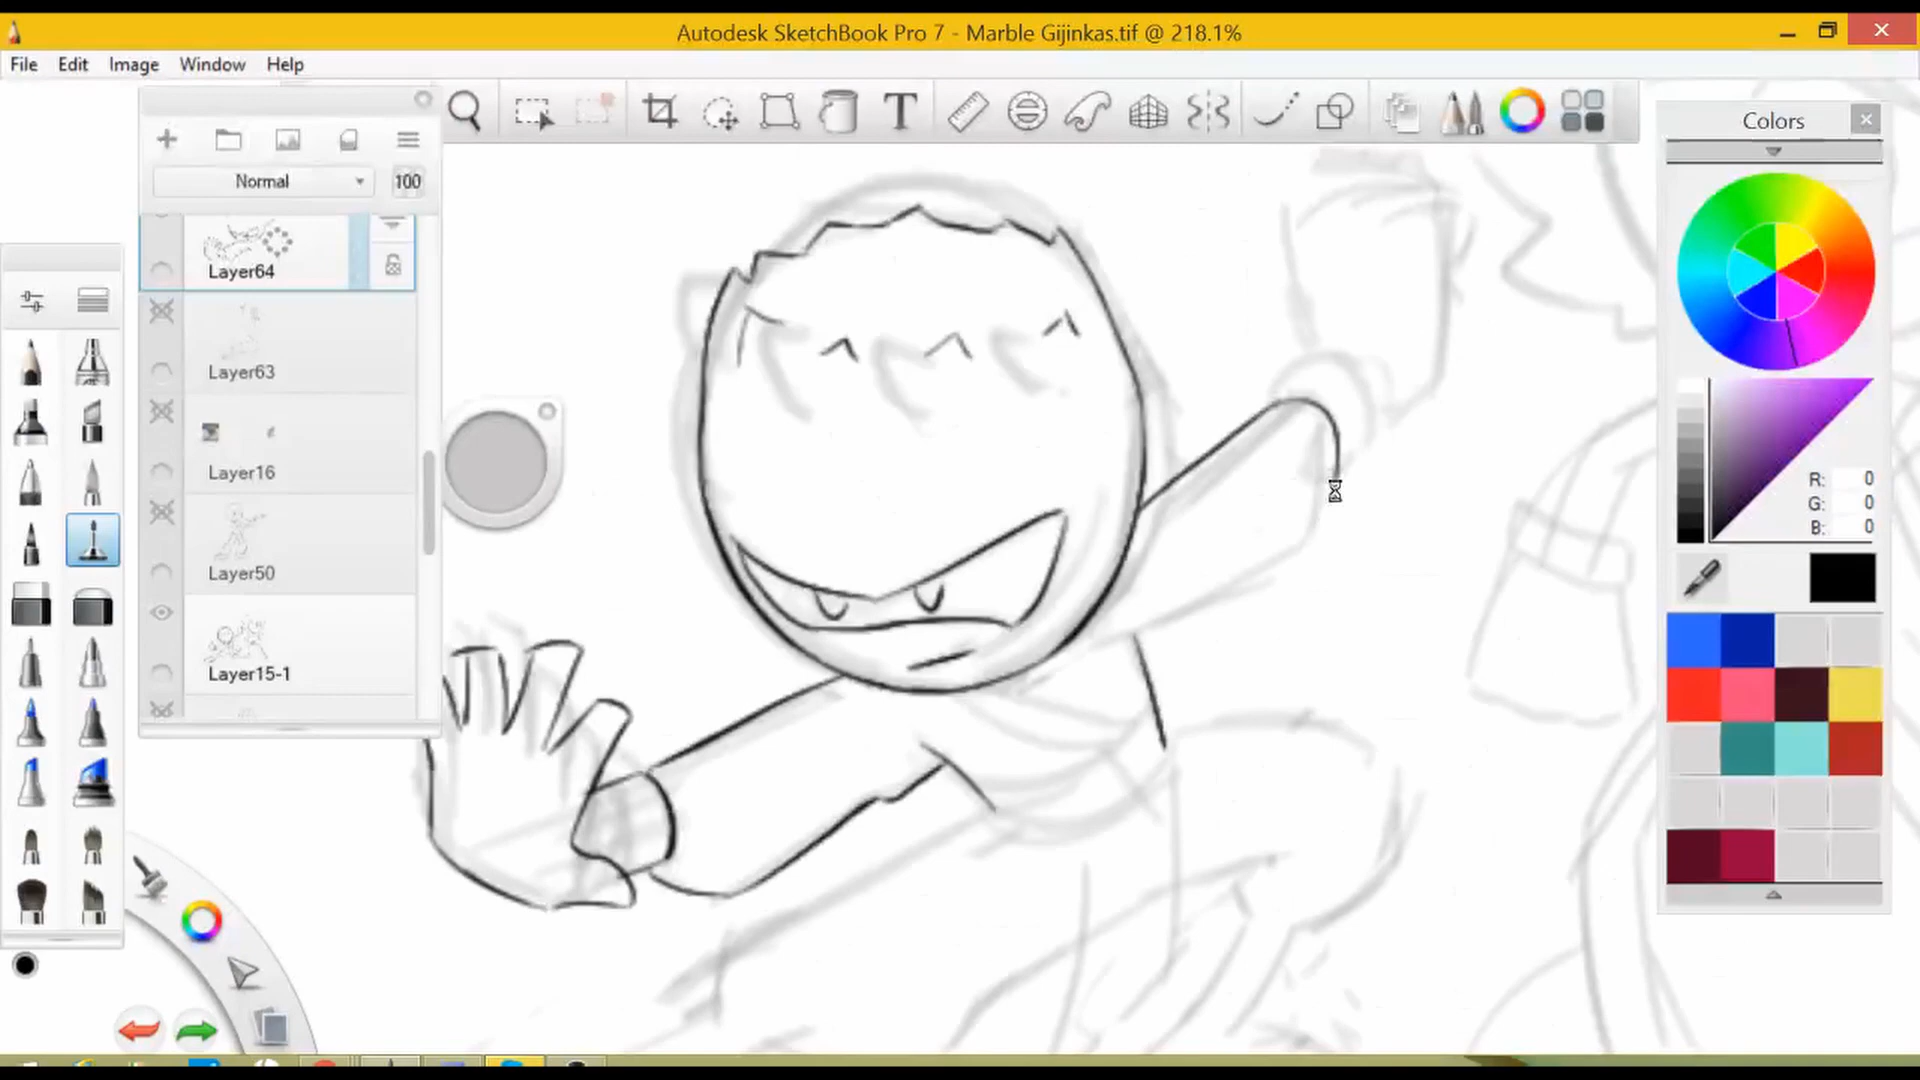 Autodesk SketchBook Pro 7 - Marble Gijinkas.tif @ 218.1%
File Edit Image Window Help
T
Colors
Normal 100
Layer64
Layer63
Layer16
Layer50
Layer15-1
R: 0
G: 0
B: 0